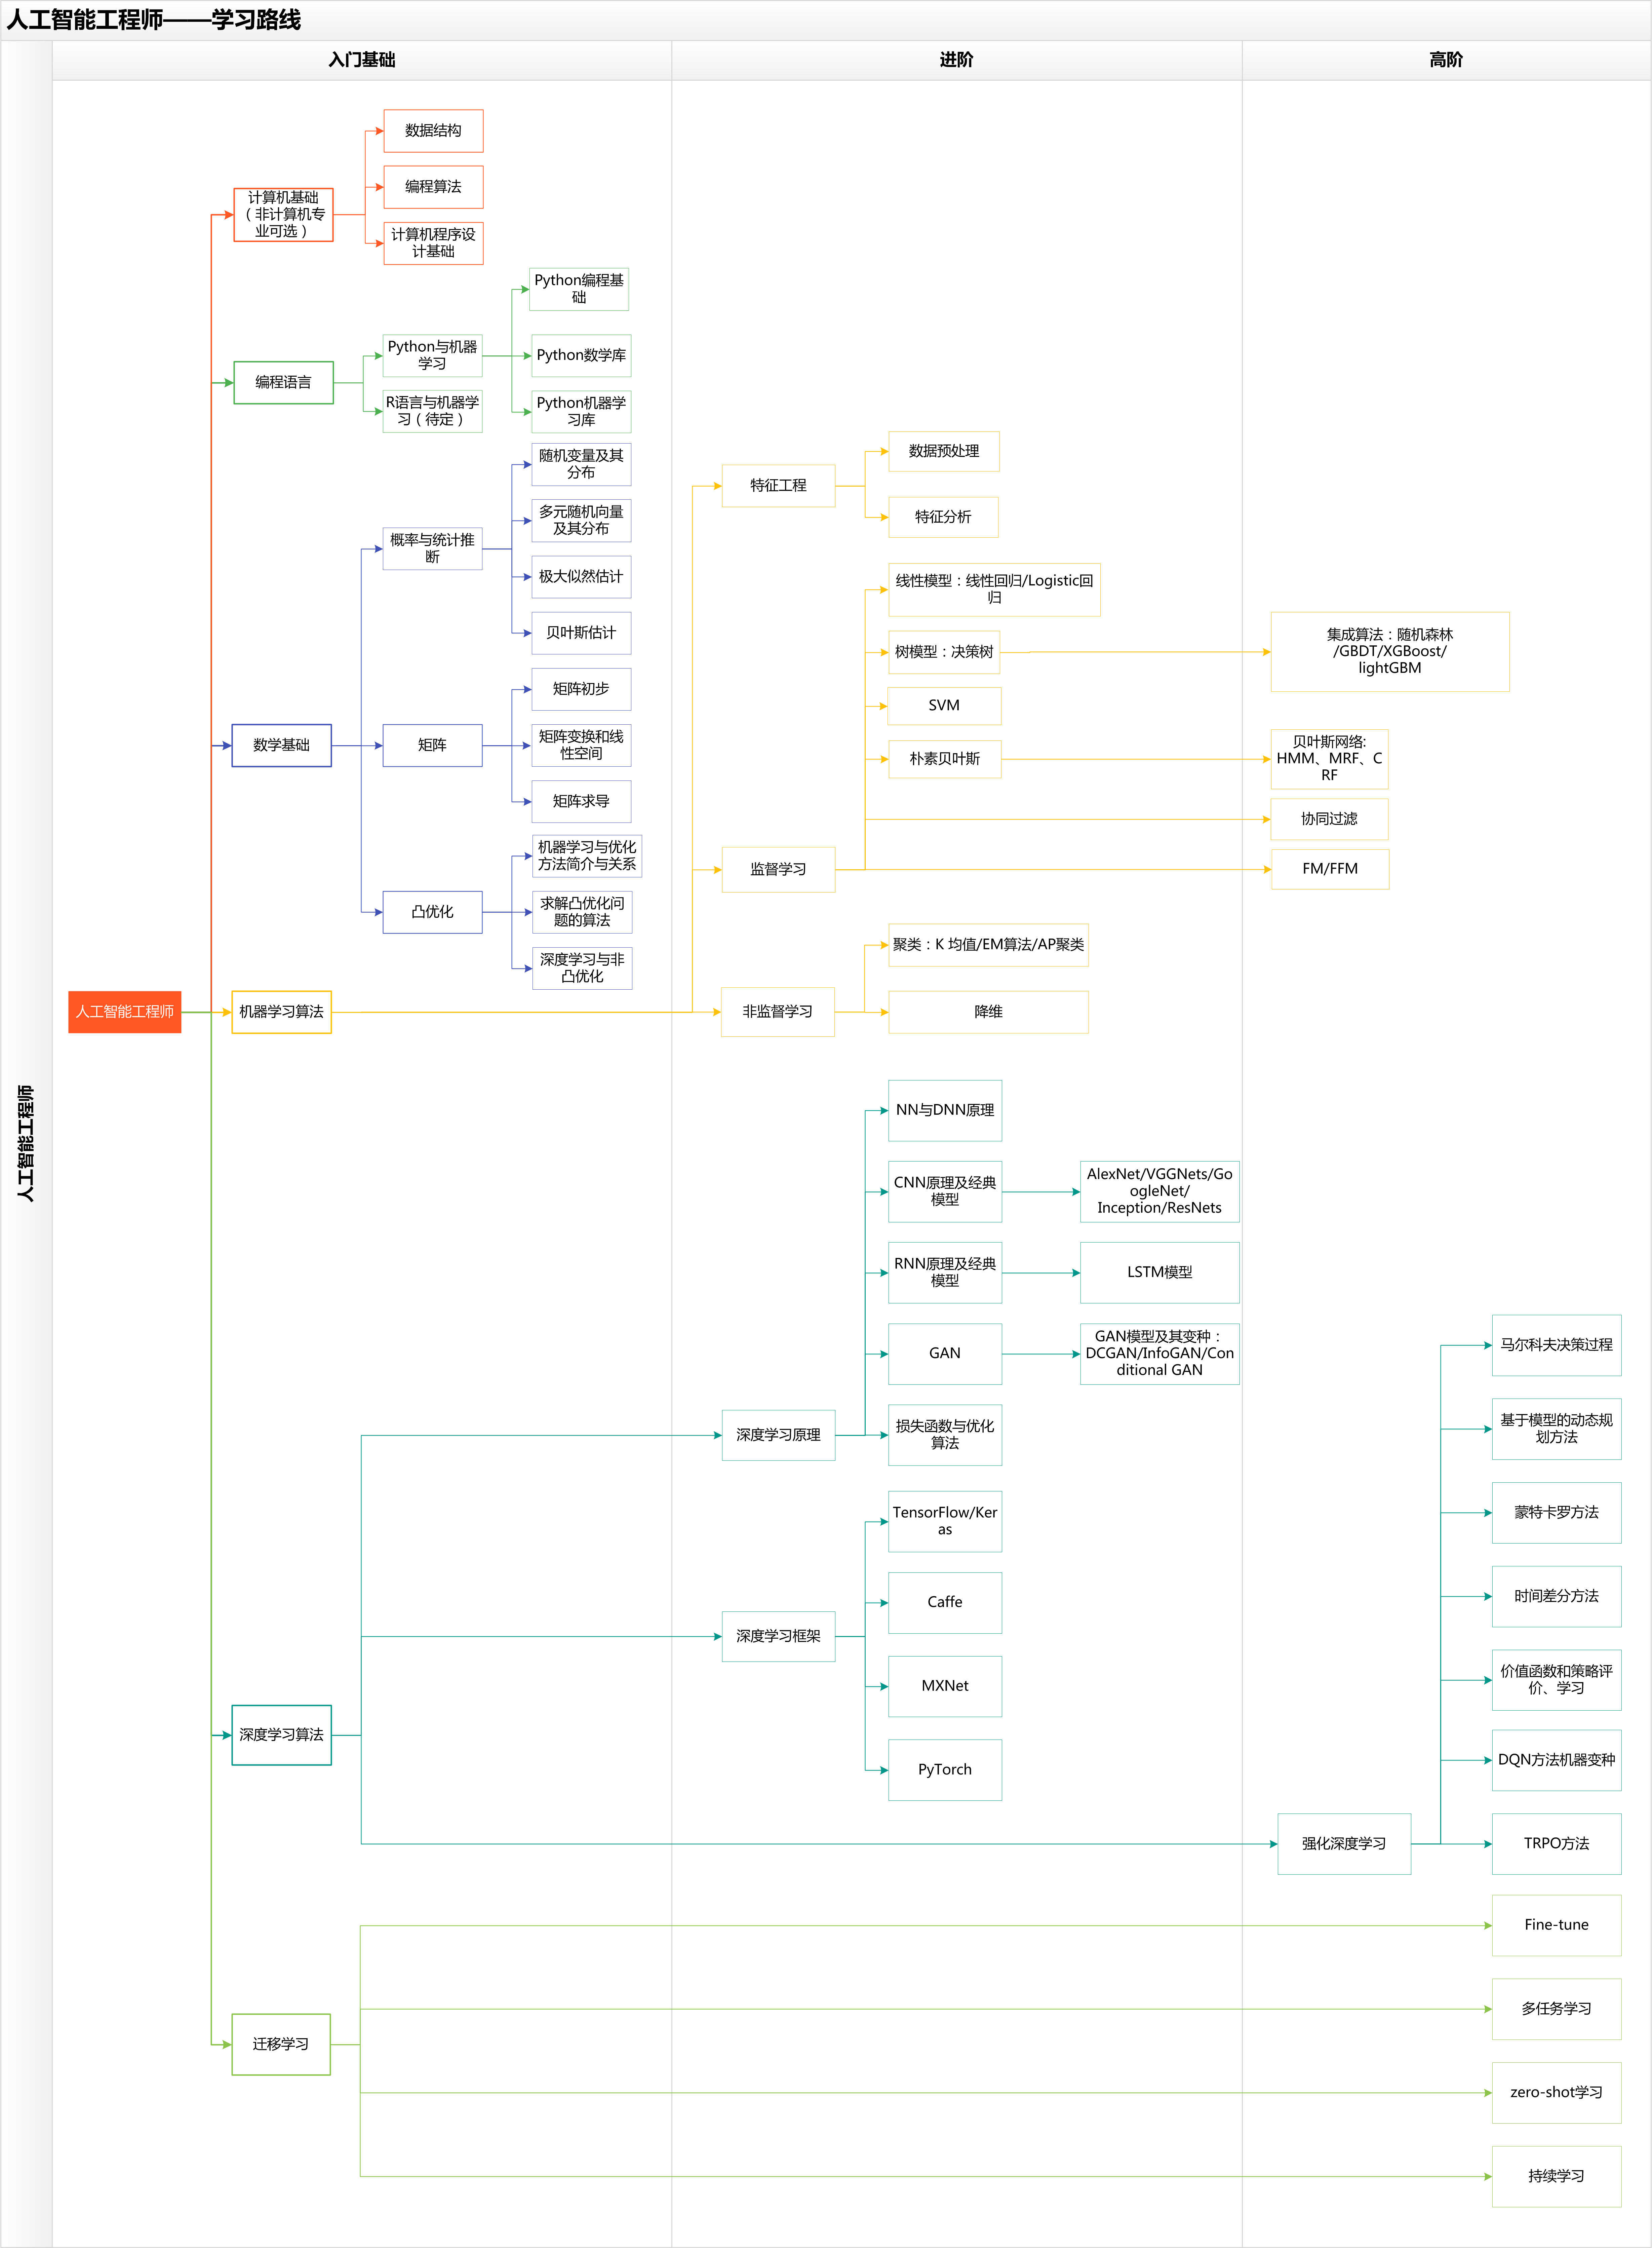 人工智能工程师——学习路线
入门基础
进阶
高阶
人工智能工程师
人工智能工程师
计算机基础
（非计算机专
业可选）
数据结构
编程算法
计算机程序设
计基础
编程语言
Python与机器
学习
R语言与机器学
习（待定）
Python编程基
础
Python数学库
Python机器学
习库
数学基础
概率与统计推
断
随机变量及其
分布
多元随机向量
及其分布
极大似然估计
贝叶斯估计
矩阵
矩阵初步
矩阵变换和线
性空间
矩阵求导
凸优化
机器学习与优化
方法简介与关系
求解凸优化问
题的算法
深度学习与非
凸优化
机器学习算法
特征工程
数据预处理
特征分析
监督学习
线性模型：线性回归/Logistic回
归
树模型：决策树
集成算法：随机森林
/GBDT/XGBoost/
lightGBM
SVM
朴素贝叶斯
贝叶斯网络:
HMM、MRF、C
RF
协同过滤
FM/FFM
非监督学习
聚类：K 均值/EM算法/AP聚类
降维
深度学习算法
深度学习原理
NN与DNN原理
CNN原理及经典
模型
AlexNet/VGGNets/Go
ogleNet/
Inception/ResNets
RNN原理及经典
模型
LSTM模型
GAN
GAN模型及其变种：
DCGAN/InfoGAN/Con
ditional GAN
损失函数与优化
算法
深度学习框架
TensorFlow/Ker
as
Caffe
MXNet
PyTorch
强化深度学习
马尔科夫决策过程
基于模型的动态规
划方法
蒙特卡罗方法
时间差分方法
价值函数和策略评
价、学习
DQN方法机器变种
TRPO方法
迁移学习
Fine-tune
多任务学习
zero-shot学习
持续学习